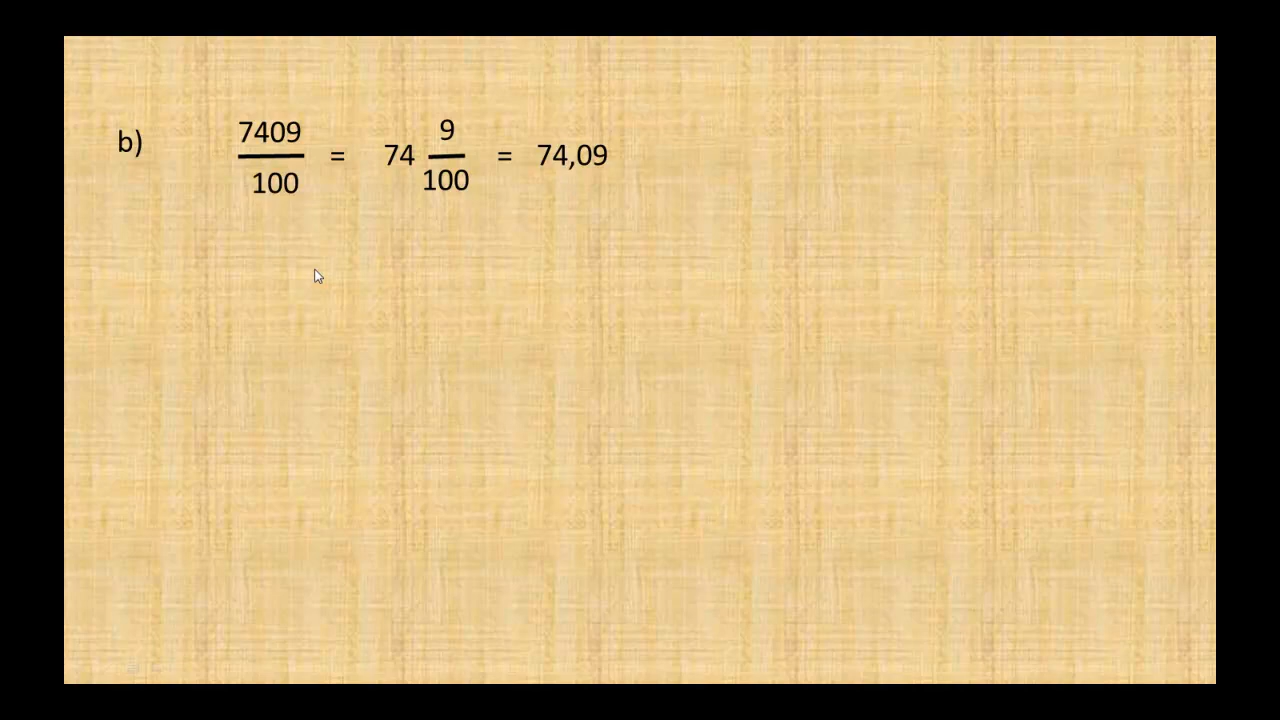 b) 7409/100 = 74 9/100 = 74,09